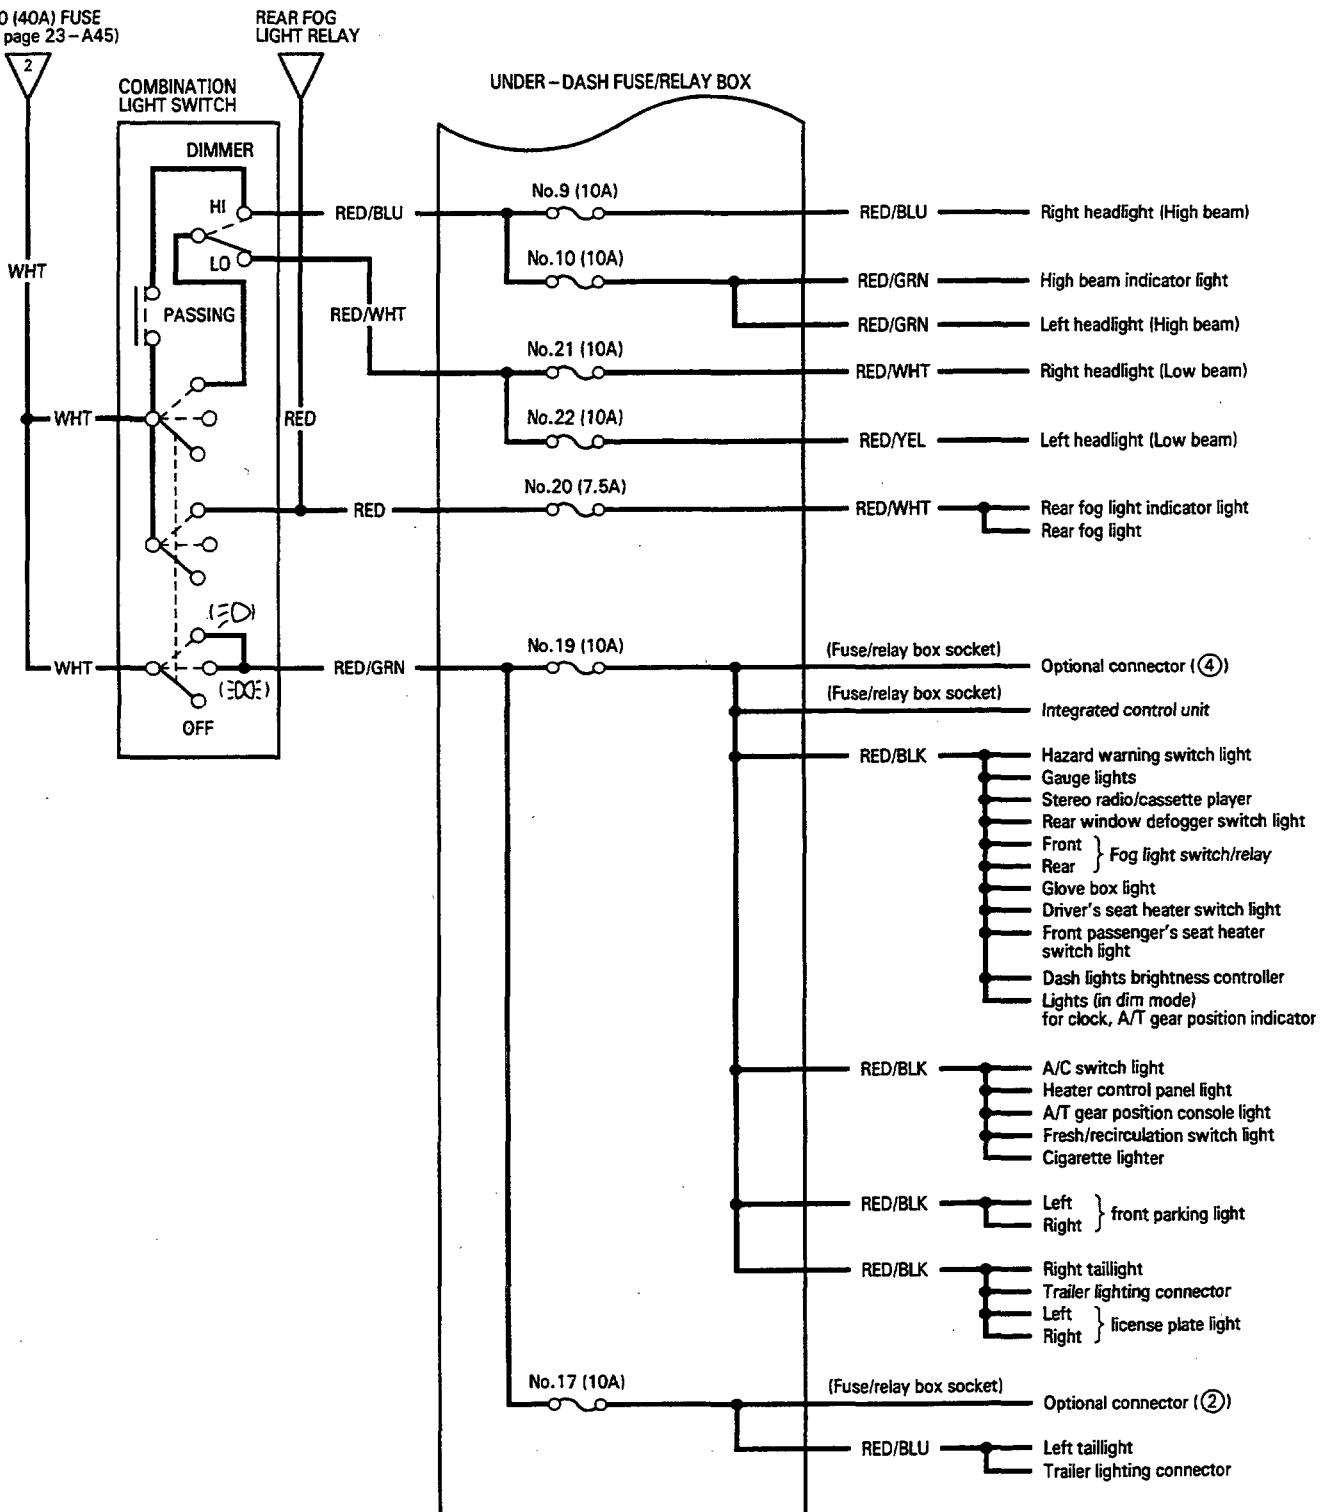 0 (40A) FUSE
page 23-A45)
REAR FOG
LIGHT RELAY
2
COMBINATION
LIGHT SWITCH
UNDER-DASH FUSE/RELAY BOX
DIMMER
HI
LO
PASSING
OFF
WHT
WHT
WHT
RED/BLU
RED/WHT
RED
RED
RED/GRN
No.9 (10A)
RED/BLU
Right headlight (High beam)
No.10 (10A)
RED/GRN
High beam indicator light
RED/GRN
Left headlight (High beam)
No.21 (10A)
RED/WHT
Right headlight (Low beam)
No.22 (10A)
RED/YEL
Left headlight (Low beam)
No.20 (7.5A)
RED/WHT
Rear fog light indicator light
Rear fog light
No.19 (10A)
(Fuse/relay box socket)
Optional connector (④)
(Fuse/relay box socket)
Integrated control unit
RED/BLK
Hazard warning switch light
Gauge lights
Stereo radio/cassette player
Rear window defogger switch light
Front
Rear
Fog light switch/relay
Glove box light
Driver's seat heater switch light
Front passenger's seat heater
switch light
Dash lights brightness controller
Lights (in dim mode)
for clock, A/T gear position indicator
RED/BLK
A/C switch light
Heater control panel light
A/T gear position console light
Fresh/recirculation switch light
Cigarette lighter
RED/BLK
Left
Right
front parking light
RED/BLK
Right taillight
Trailer lighting connector
Left
Right
license plate light
No.17 (10A)
(Fuse/relay box socket)
Optional connector (②)
RED/BLU
Left taillight
Trailer lighting connector